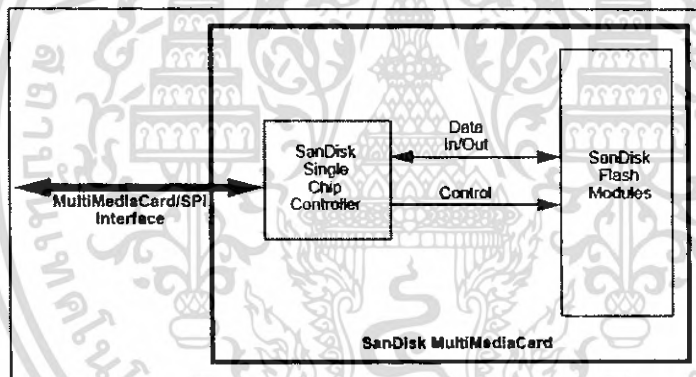 SanDisk
Single
Chip
Controller
Data
In/Out
Control
SanDisk
Flash
Modules
MultiMediaCard/SPI
Interface
SanDisk MultiMediaCard